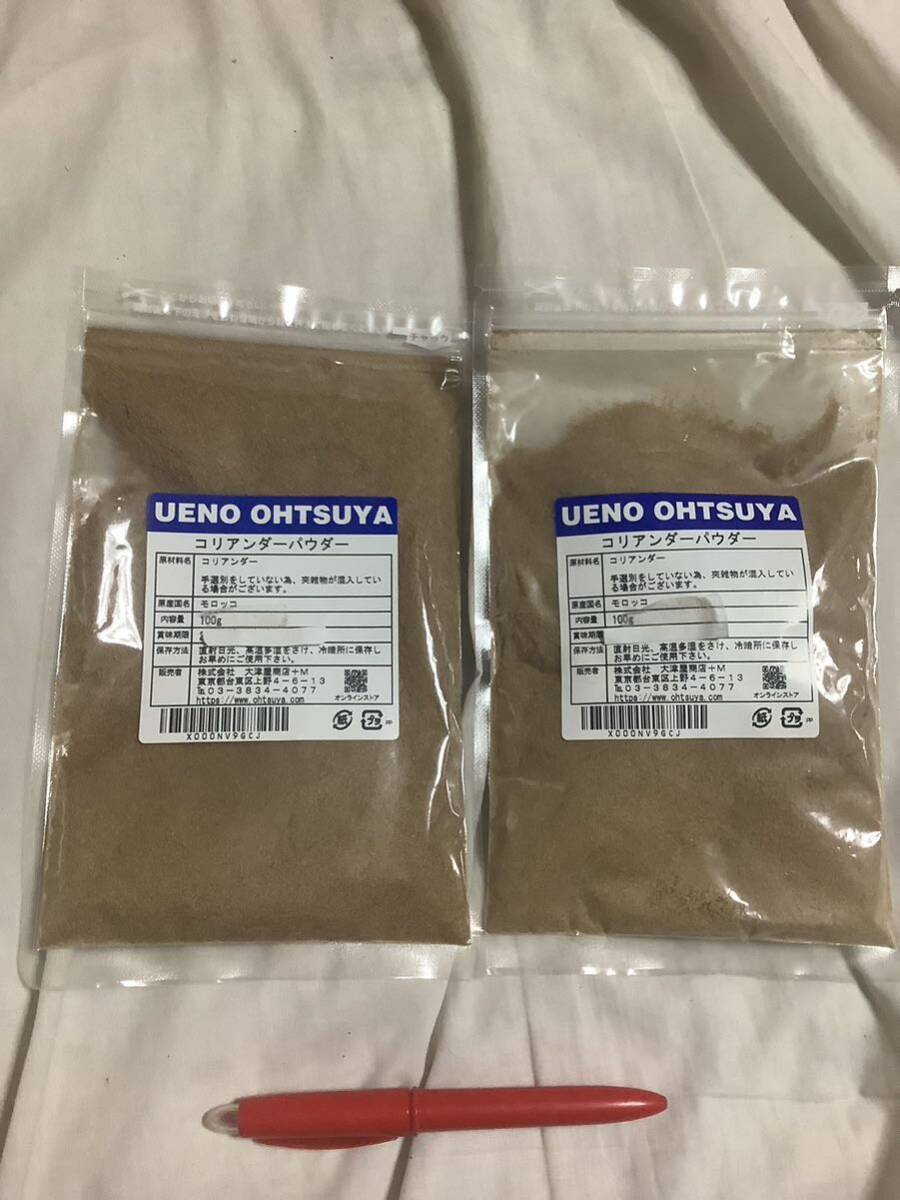 チャック
UENO OHTSUYA
コリアンダーパウダー
原材料名 コリアンダー
手選別をしていない為、夾雑物が混入してい
る場合がございます。
原産国名 モロッコ
内容量 100g
賞味期限
保存方法 直射日光、高温多湿をさけ、冷暗所に保存し
お早めにご使用下さい。
販売者 株式会社 大津屋商店+M
東京都台東区上野4-6-13
℡03-3834-4077
https://www.ohtsuya.com
オンラインストア
X000NV9GCJ
紙 プラ PP
UENO OHTSUYA
コリアンダーパウダー
原材料名 コリアンダー
手選別をしていない為、夾雑物が混入してい
る場合がございます。
原産国名 モロッコ
内容量 100g
賞味期限
保存方法 直射日光、高温多湿をさけ、冷暗所に保存し
お早めにご使用下さい。
販売者 株式会社 大津屋商店+M
東京都台東区上野4-6-13
℡03-3834-4077
https://www.ohtsuya.com
オンラインストア
X000NV9GCJ
紙 プラ PP